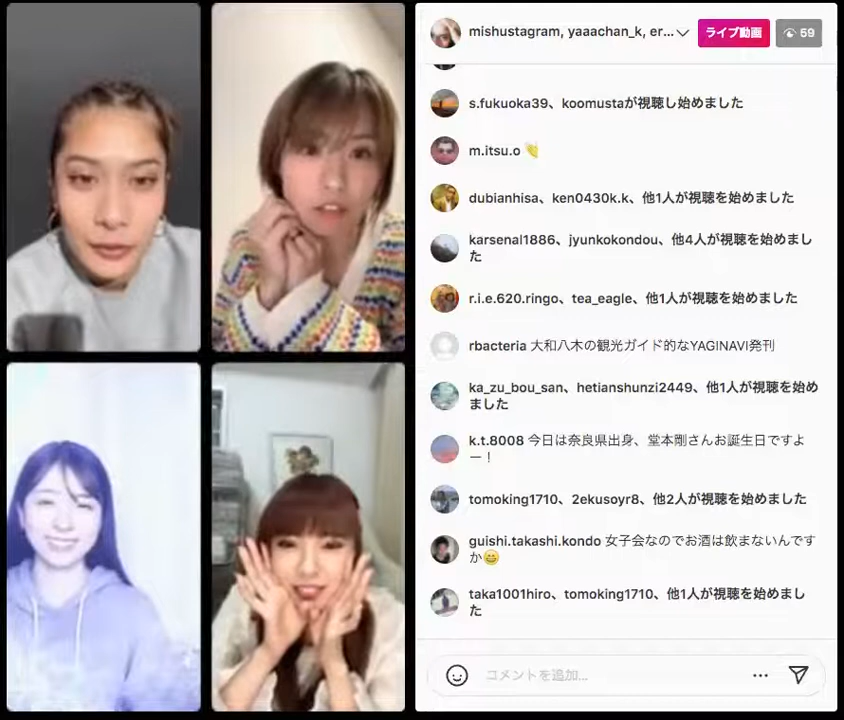 mishustagram, yaaachan_k, er...
ライブ動画
59
s.fukuoka39、koomustaが視聴し始めました
m.itsu.o 👏
dubianhisa、ken0430k.k、他1人が視聴を始めました
karsenal1886、jyunkokondou、他4人が視聴を始めまし
た
r.i.e.620.ringo、tea_eagle、他1人が視聴を始めました
rbacteria 大和八木の観光ガイド的なYAGINAVI発刊
ka_zu_bou_san、hetianshunzi2449、他1人が視聴を始め
ました
k.t.8008 今日は奈良県出身、堂本剛さんお誕生日ですよ
ー！
tomoking1710、2ekusoyr8、他2人が視聴を始めました
guishi.takashi.kondo 女子会なのでお酒は飲まないんです
か😄
taka1001hiro、tomoking1710、他1人が視聴を始めまし
た
コメントを追加...